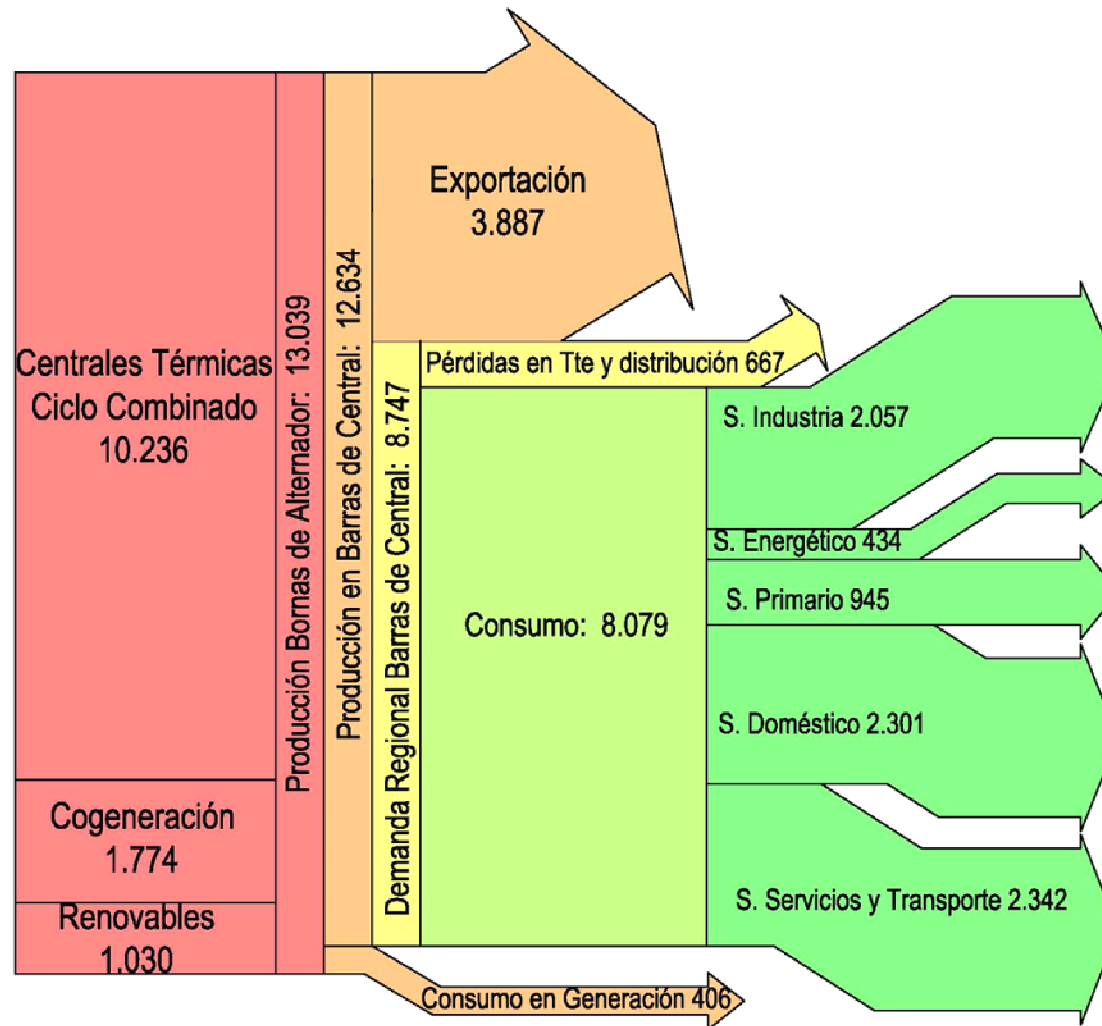 Centrales Térmicas
Ciclo Combinado
10.236
Cogeneración
1.774
Renovables
1.030
Producción Bornas de Alternador: 13.039
Producción en Barras de Central: 12.634
Demanda Regional Barras de Central: 8.747
Exportación
3.887
Pérdidas en Tte y distribución 667
Consumo: 8.079
S. Industria 2.057
S. Energético 434
S. Primario 945
S. Doméstico 2.301
S. Servicios y Transporte 2.342
Consumo en Generación 406